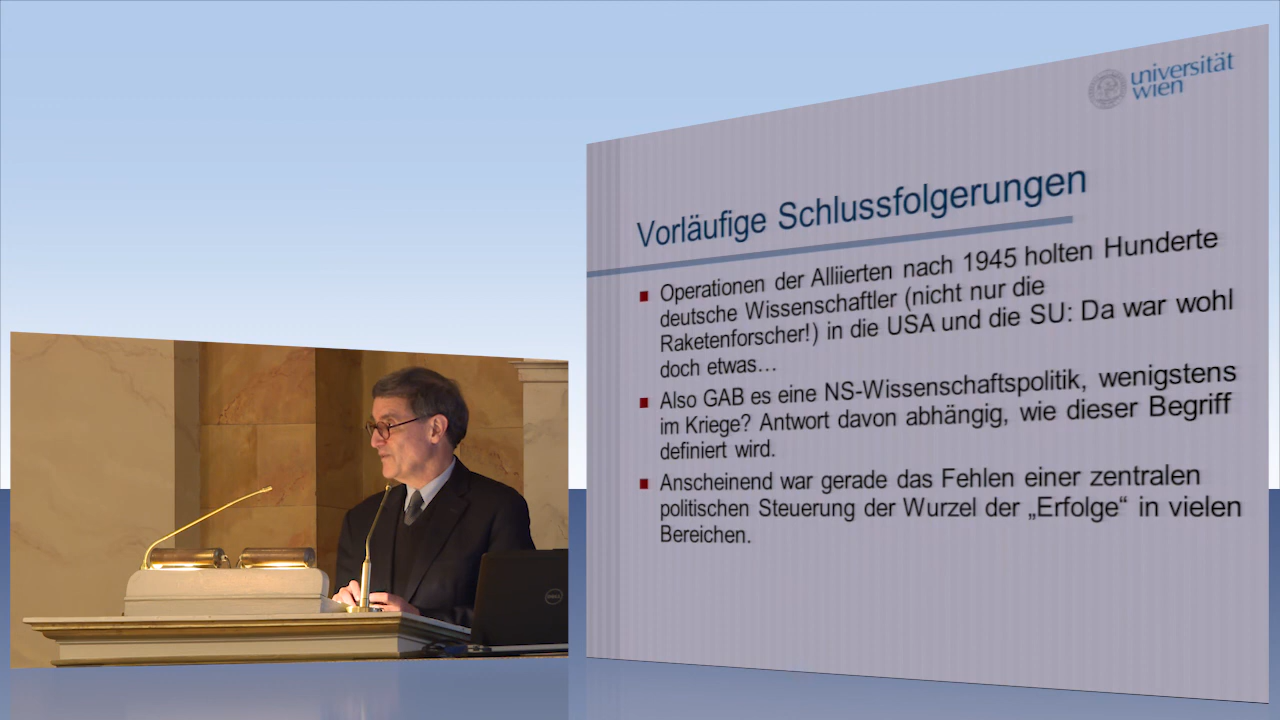 universität
wien
Vorläufige Schlussfolgerungen
Operationen der Alliierten nach 1945 holten Hunderte
deutsche Wissenschaftler (nicht nur die
Raketenforscher!) in die USA und die SU: Da war wohl
doch etwas…
Also GAB es eine NS-Wissenschaftspolitik, wenigstens
im Kriege? Antwort davon abhängig, wie dieser Begriff
definiert wird.
Anscheinend war gerade das Fehlen einer zentralen
politischen Steuerung der Wurzel der „Erfolge“ in vielen
Bereichen.
DELL